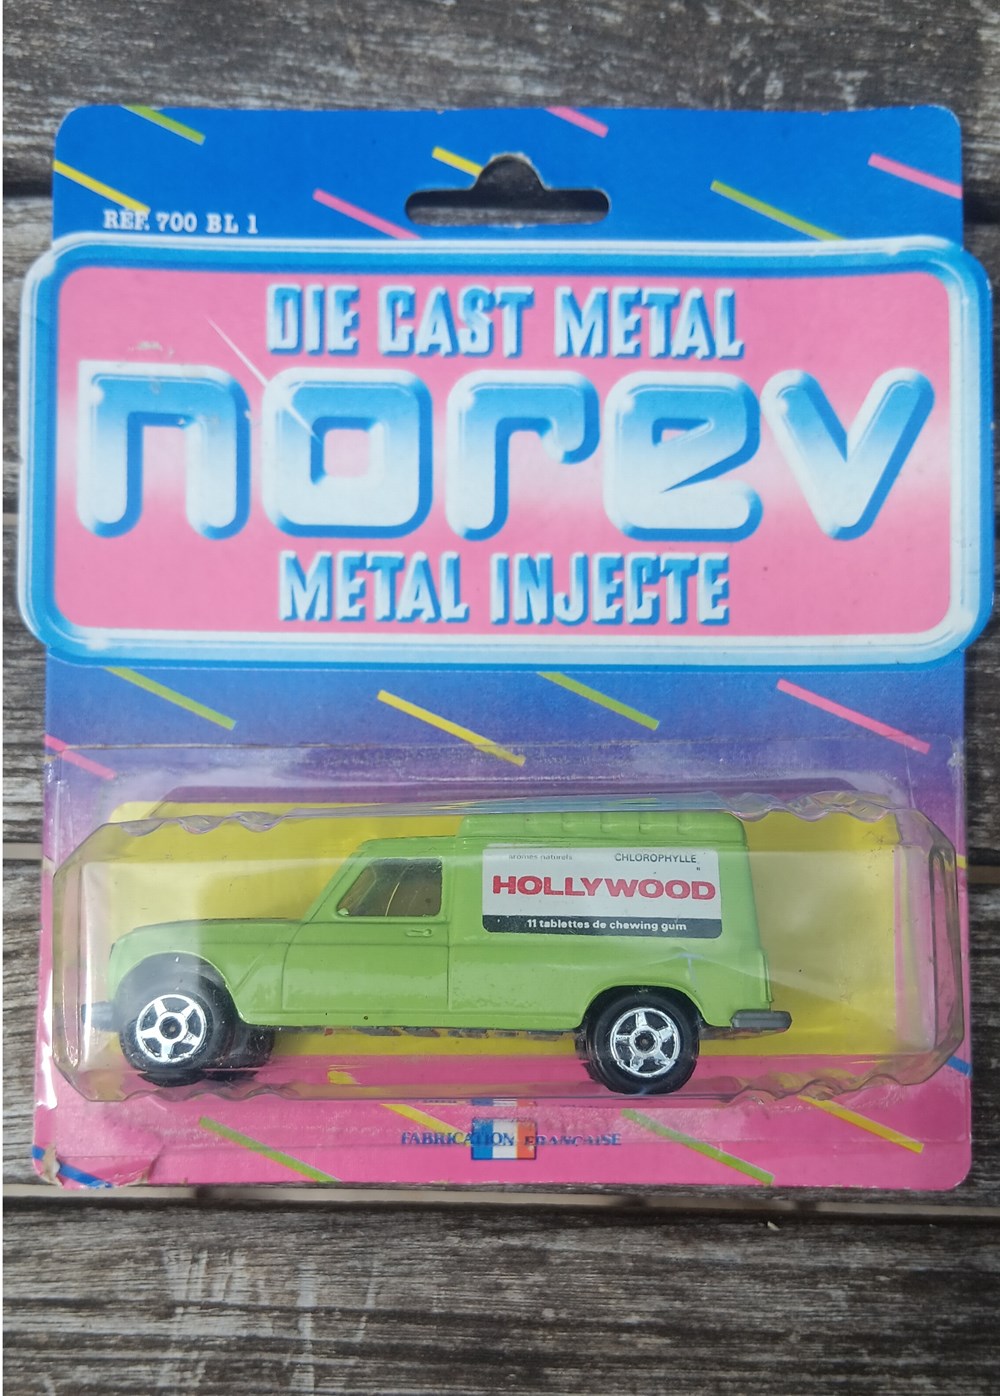 REF. 700 BL 1
DIE CAST METAL
norev
METAL INJECTE
arômes naturels CHLOROPHYLLE
HOLLYWOOD
11 tablettes de chewing gum
FABRICATION FRANCAISE